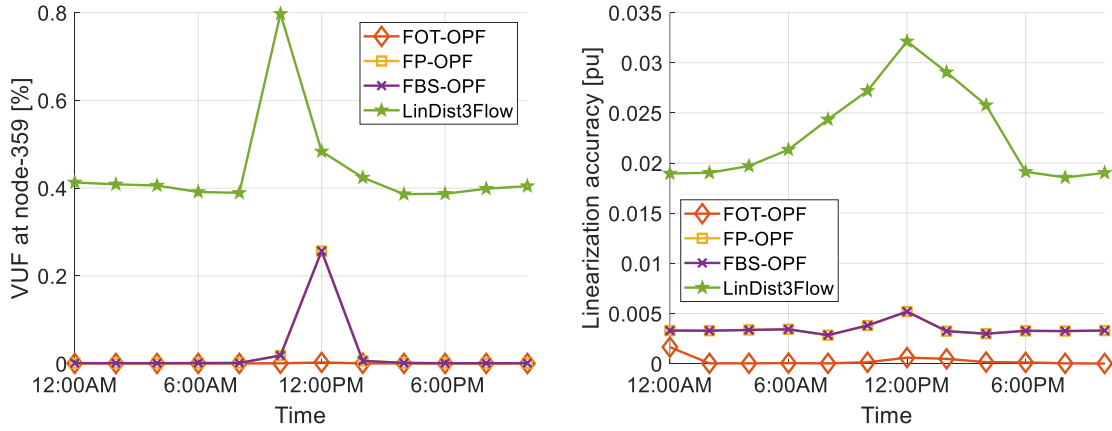 VUF at node-359 [%]
0.8
0.6
0.4
0.2
0
12:00AM
6:00AM
12:00PM
6:00PM
Time
FOT-OPF
FP-OPF
FBS-OPF
LinDist3Flow
Linearization accuracy [pu]
0.035
0.03
0.025
0.02
0.015
0.01
0.005
0
12:00AM
6:00AM
12:00PM
6:00PM
Time
FOT-OPF
FP-OPF
FBS-OPF
LinDist3Flow